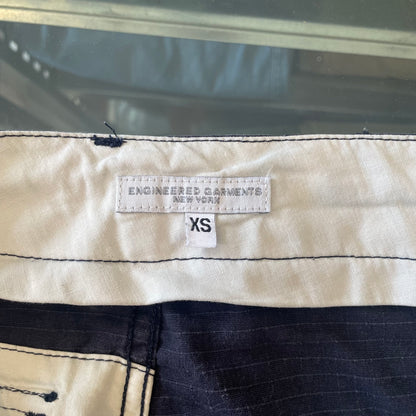 ENGINEERED GARMENTS
NEW YORK
XS